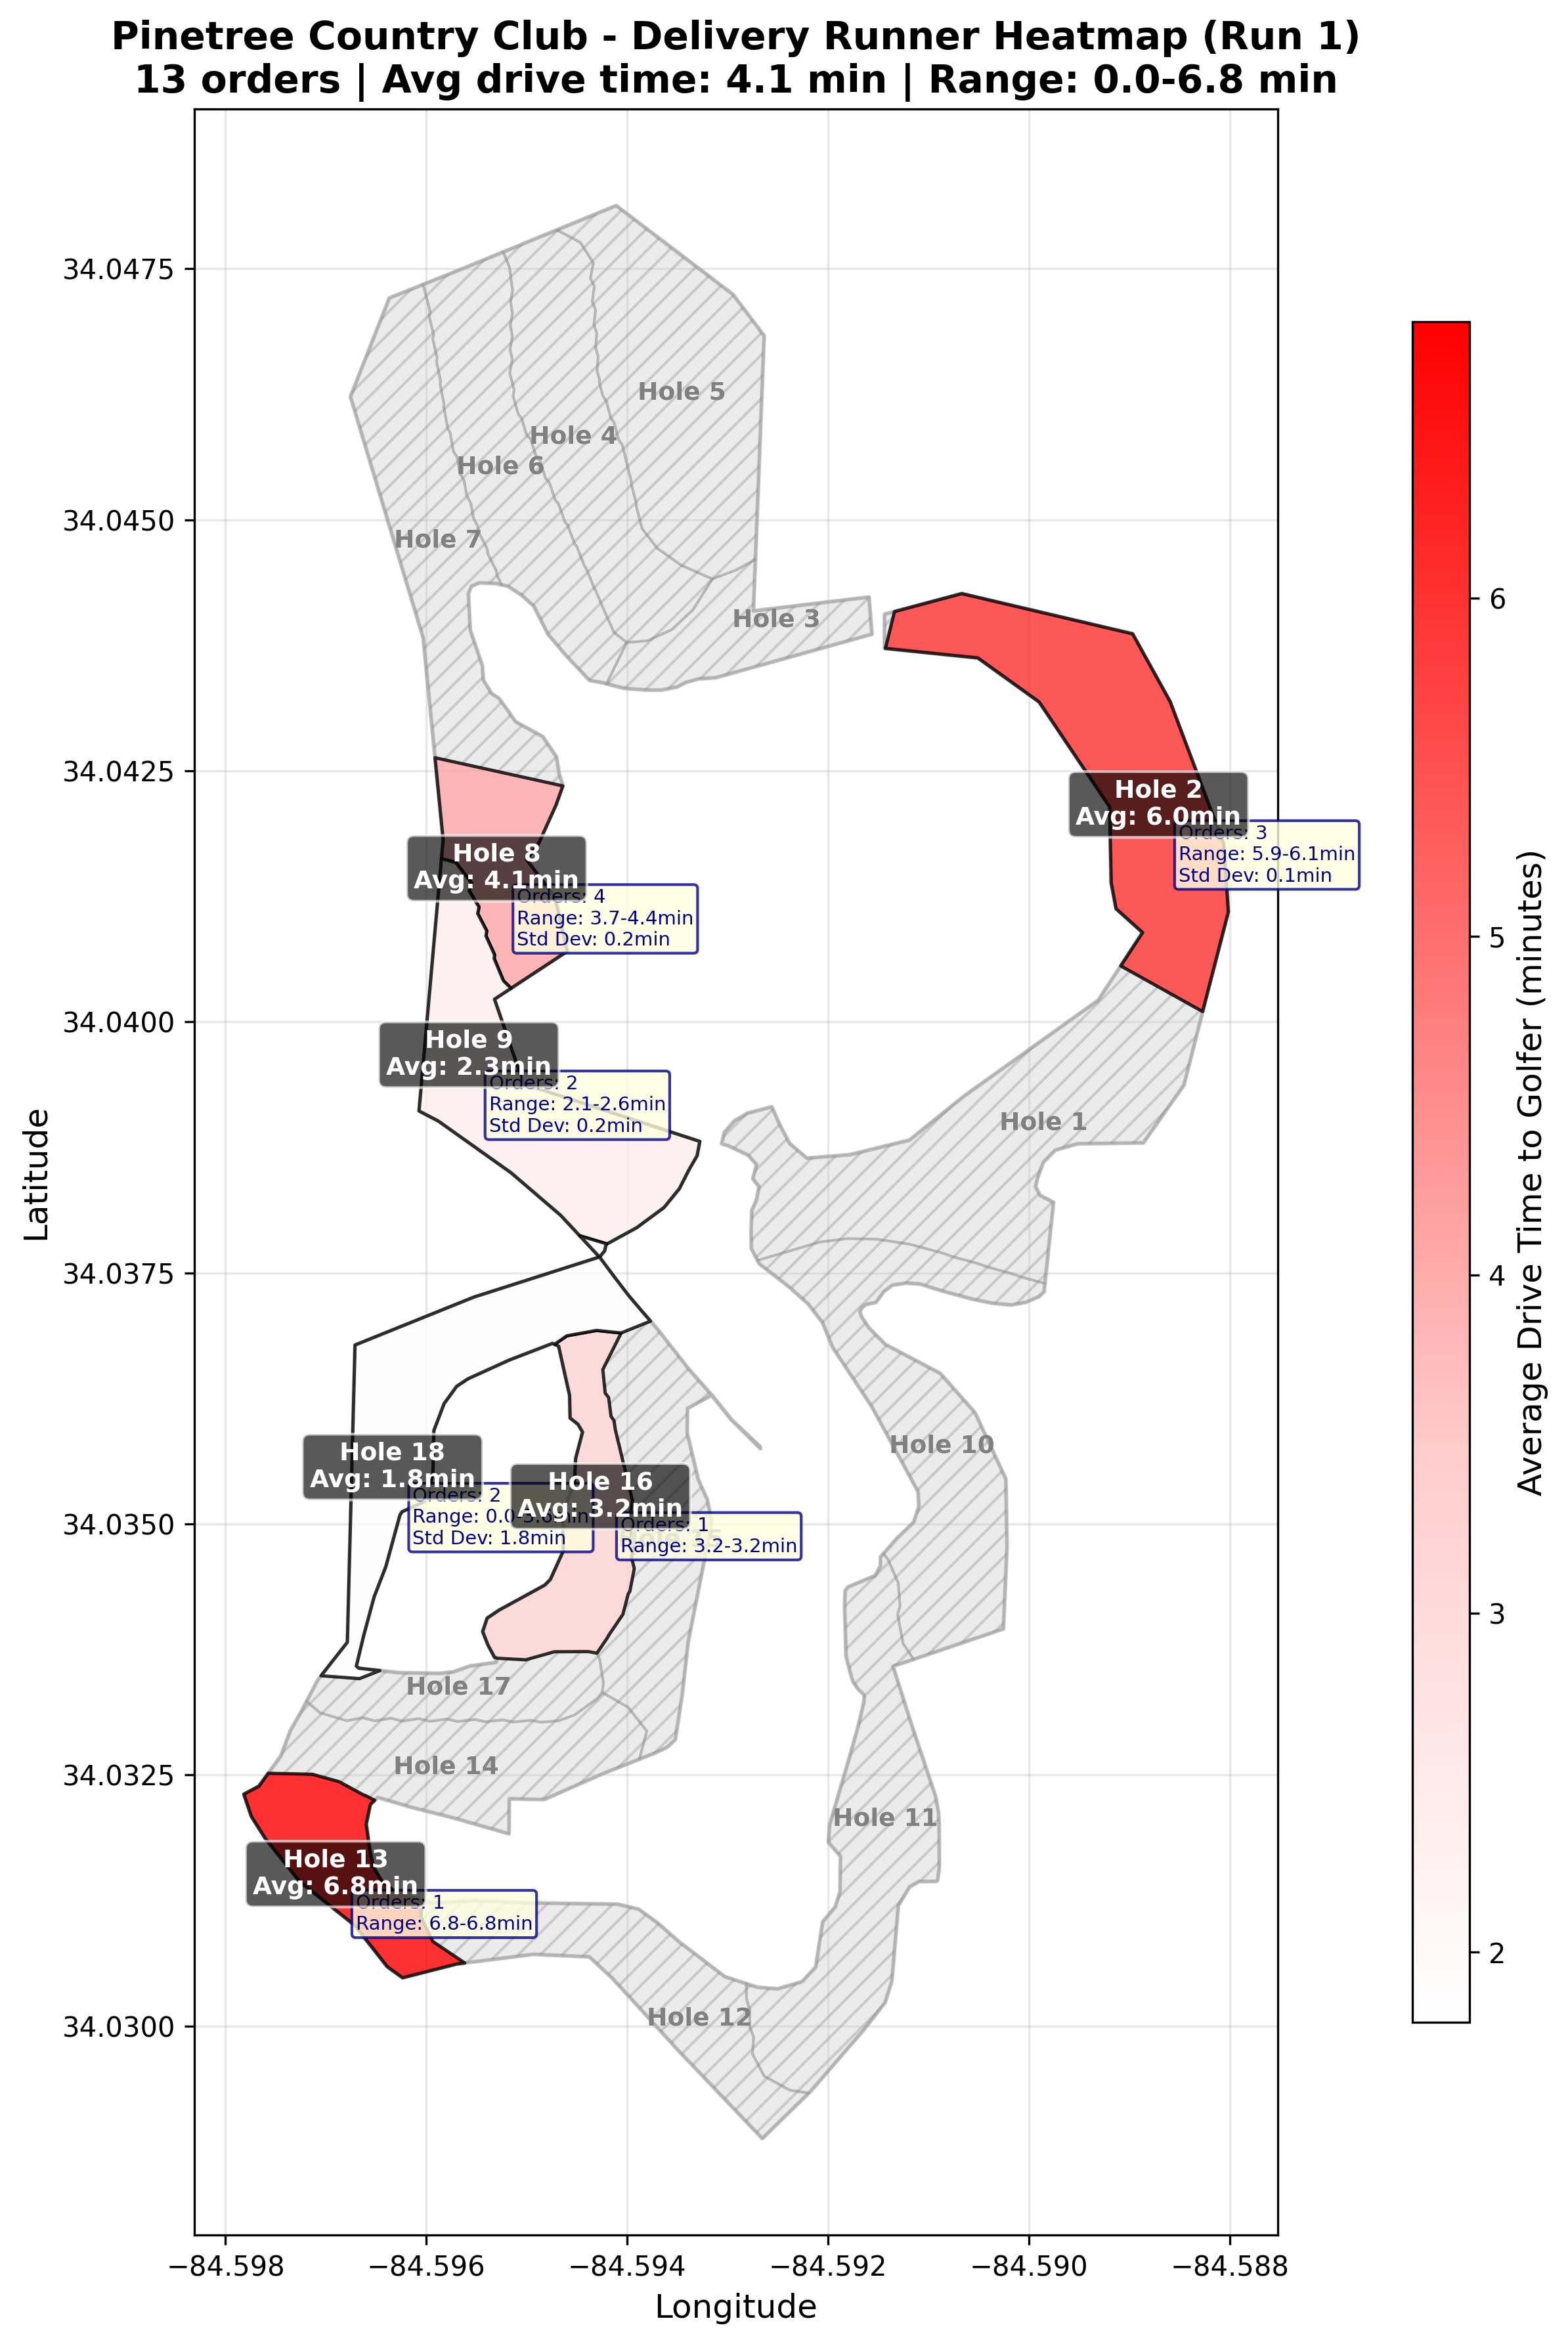 Pinetree Country Club - Delivery Runner Heatmap (Run 1)
13 orders | Avg drive time: 4.1 min | Range: 0.0-6.8 min
Latitude
34.0475
34.0450
34.0425
34.0400
34.0375
34.0350
34.0325
34.0300
Hole 5
Hole 4
Hole 6
Hole 7
Hole 3
Hole 2
Avg: 6.0min
Orders: 3
Range: 5.9-6.1min
Std Dev: 0.1min
Hole 8
Avg: 4.1min
Orders: 4
Range: 3.7-4.4min
Std Dev: 0.2min
Hole 9
Avg: 2.3min
Orders: 2
Range: 2.1-2.6min
Std Dev: 0.2min
Hole 1
Hole 10
Hole 18
Avg: 1.8min
Orders: 2
Range: 0.0-3.6min
Std Dev: 1.8min
Hole 16
Avg: 3.2min
Orders: 1
Range: 3.2-3.2min
Hole 17
Hole 14
Hole 11
Hole 13
Avg: 6.8min
Orders: 1
Range: 6.8-6.8min
Hole 12
−84.598
−84.596
−84.594
−84.592
−84.590
−84.588
Longitude
6
5
4
3
2
Average Drive Time to Golfer (minutes)